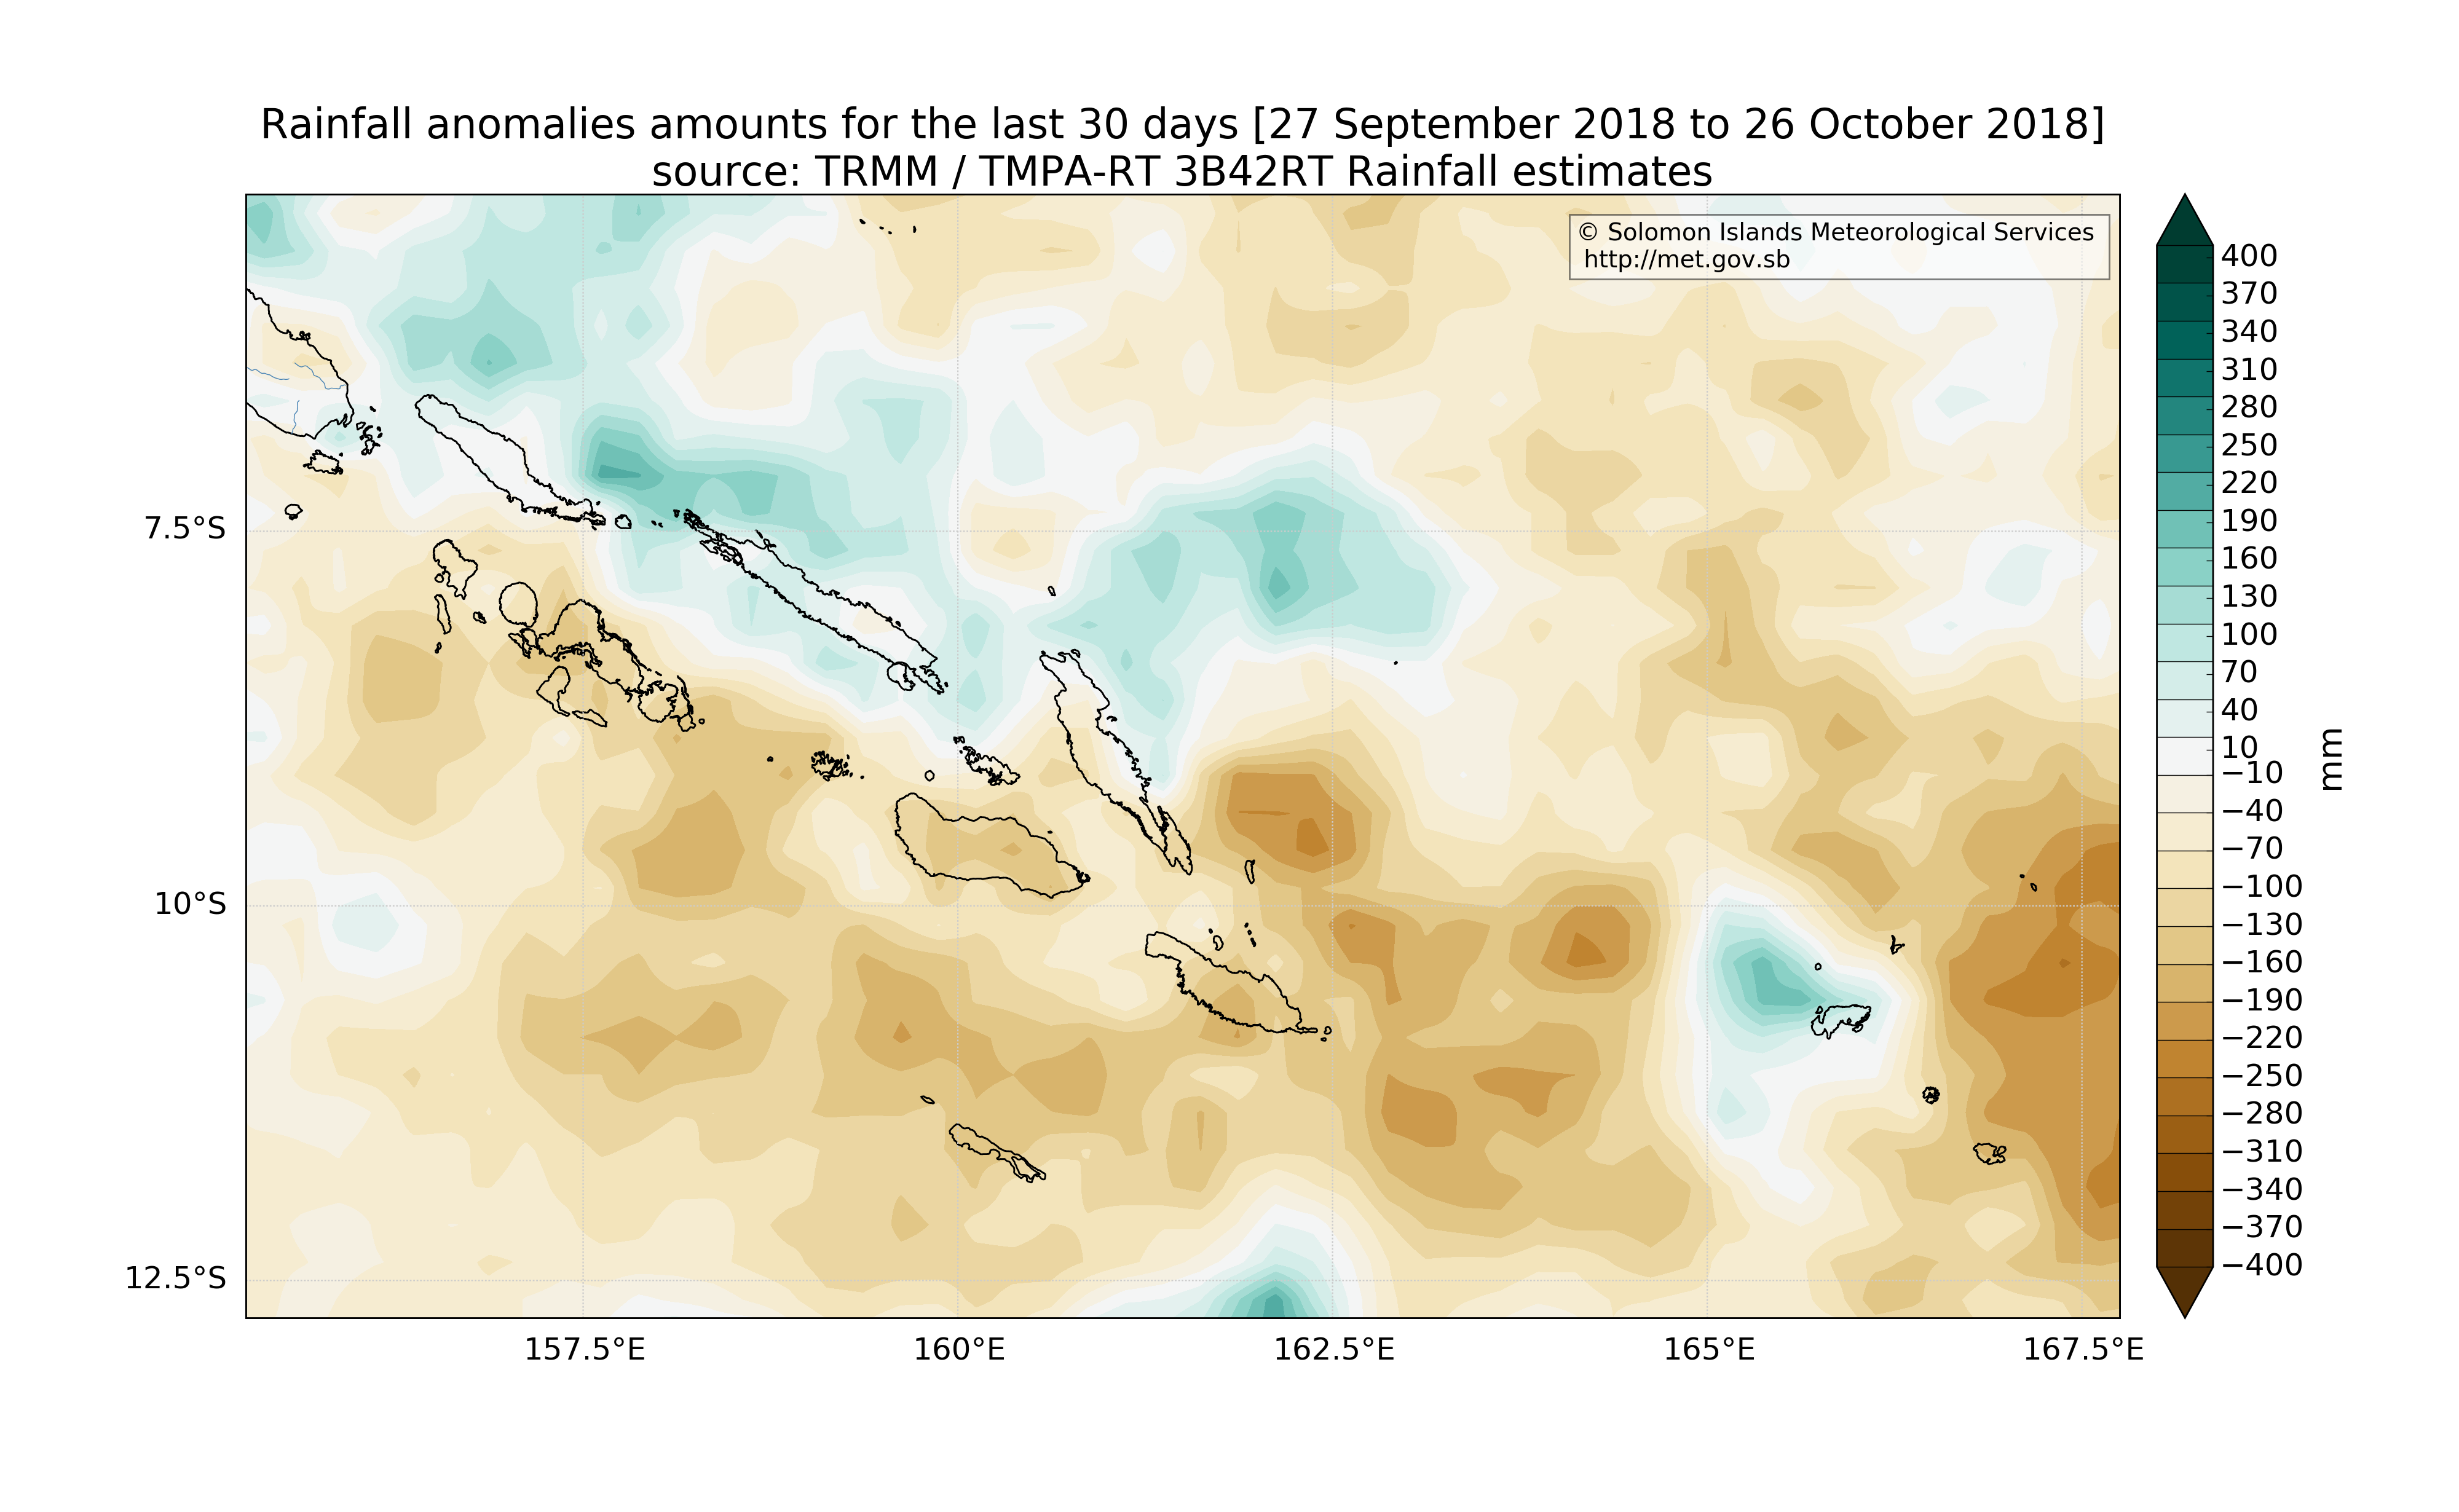 Rainfall anomalies amounts for the last 30 days [27 September 2018 to 26 October 2018]
source: TRMM / TMPA-RT 3B42RT Rainfall estimates
© Solomon Islands Meteorological Services
http://met.gov.sb
7.5°S
10°S
12.5°S
157.5°E
160°E
162.5°E
165°E
167.5°E
400
370
340
310
280
250
220
190
160
130
100
70
40
10
−10
−40
−70
−100
−130
−160
−190
−220
−250
−280
−310
−340
−370
−400
mm